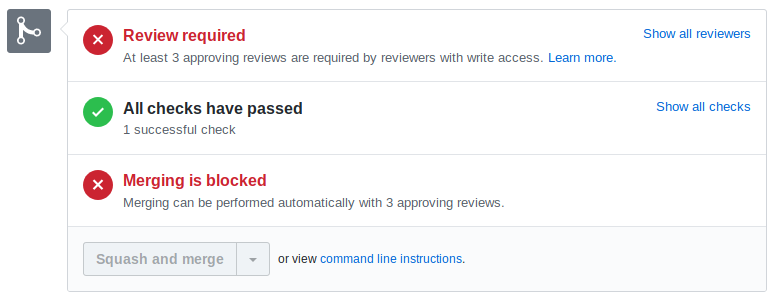 Review required
Show all reviewers
At least 3 approving reviews are required by reviewers with write access. Learn more.
All checks have passed
Show all checks
1 successful check
Merging is blocked
Merging can be performed automatically with 3 approving reviews.
Squash and merge
or view command line instructions.